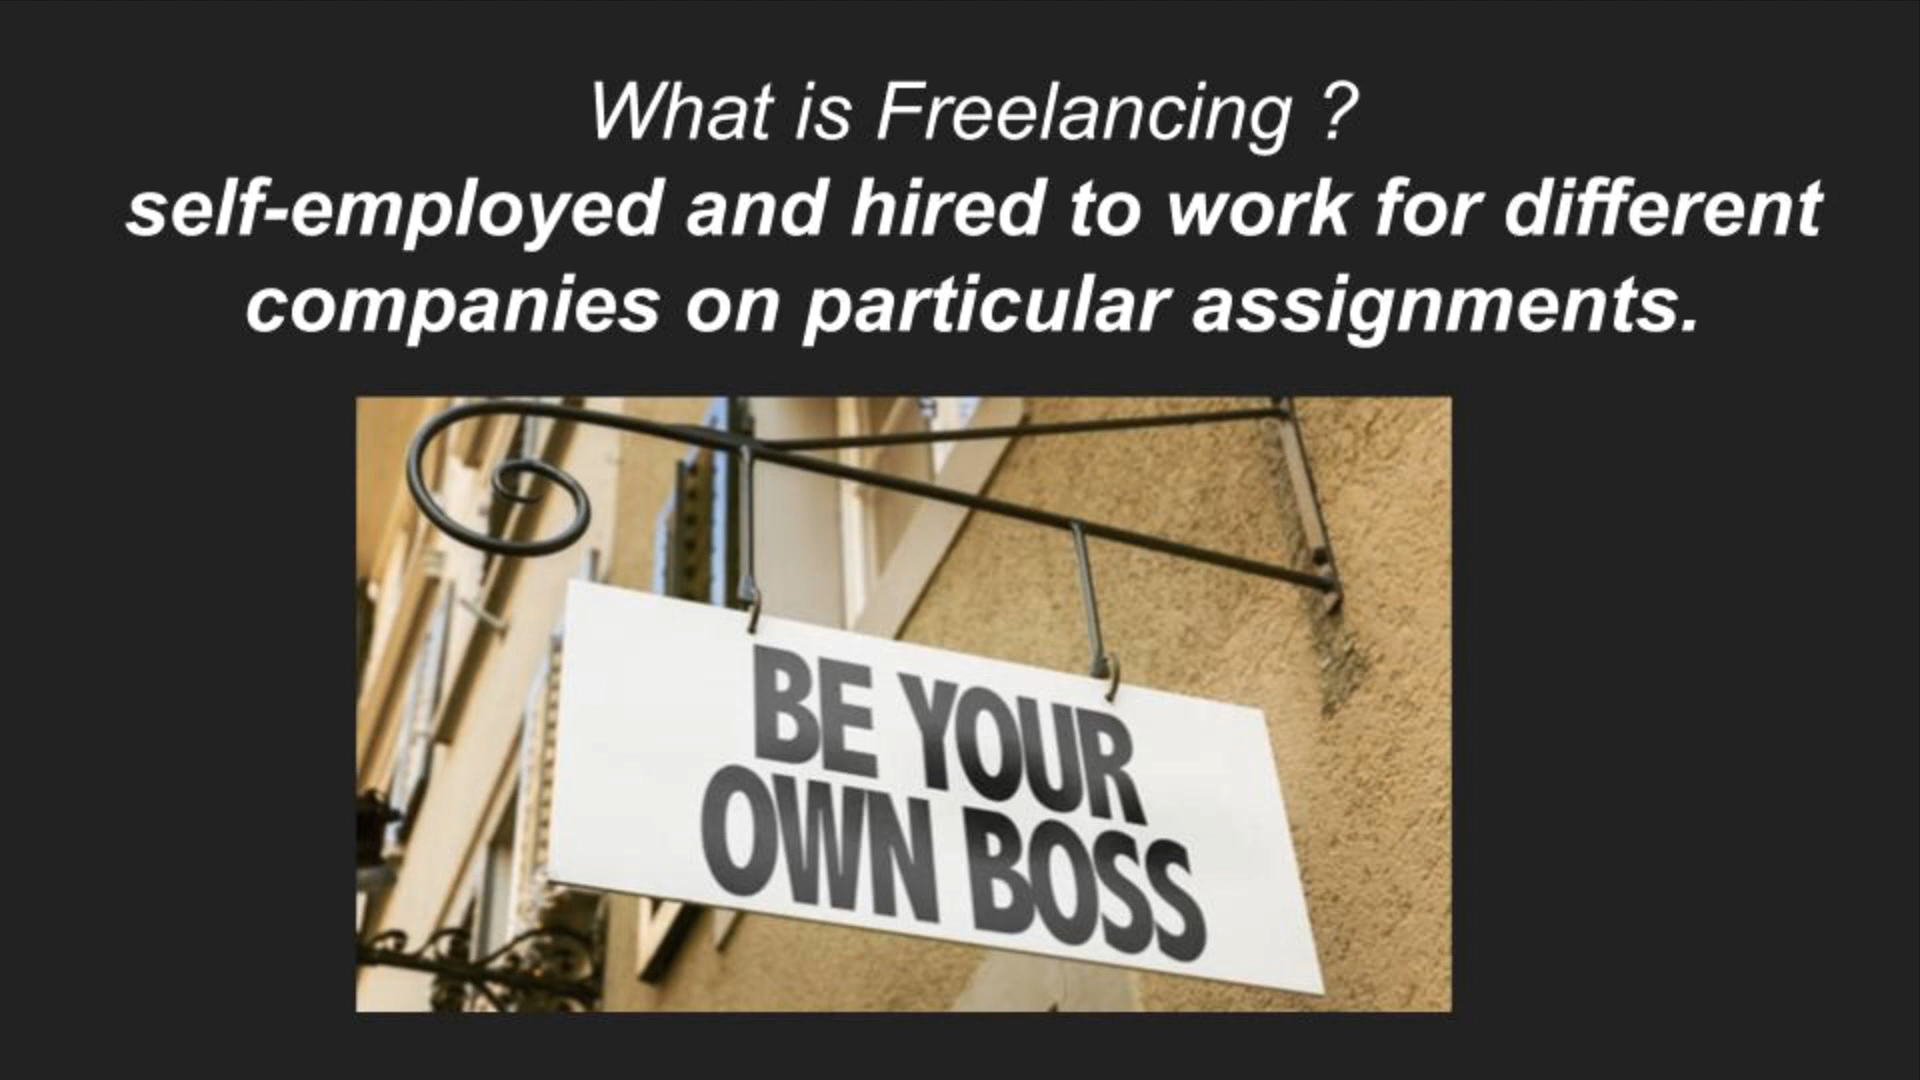 What is Freelancing ?
self-employed and hired to work for different
companies on particular assignments.
BE YOUR
OWN BOSS